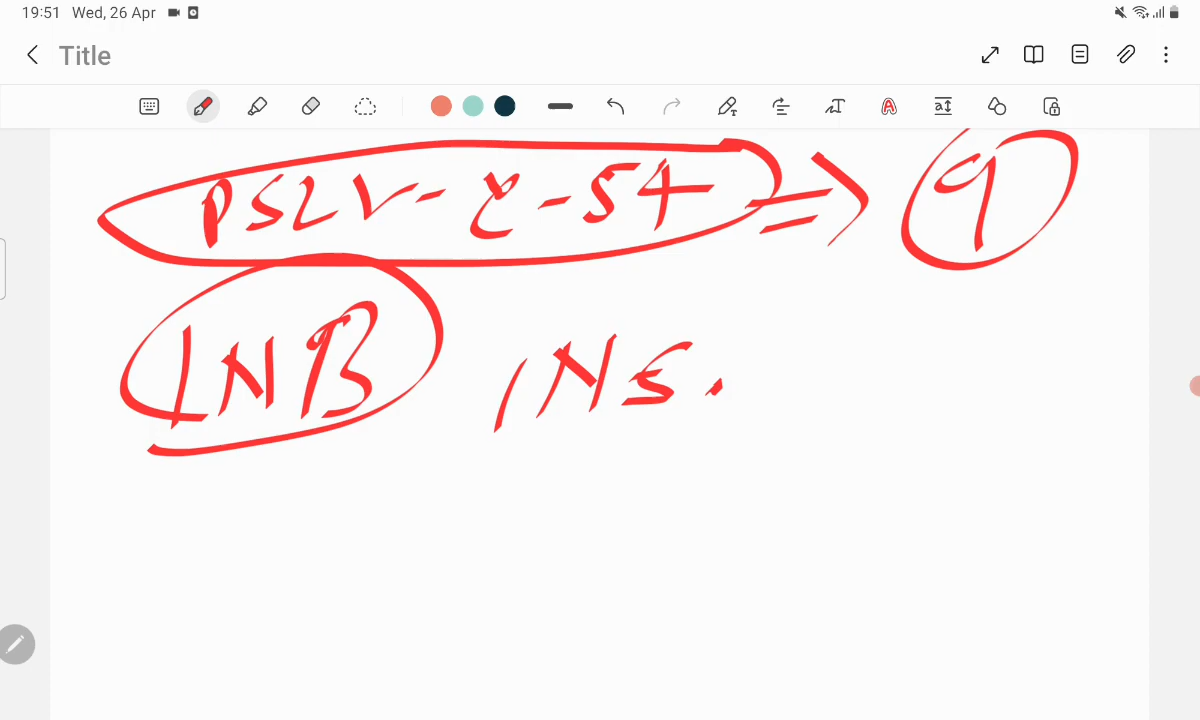 19:51 Wed, 26 Apr
Title
PSLV-C-54 => 9
INB INS.